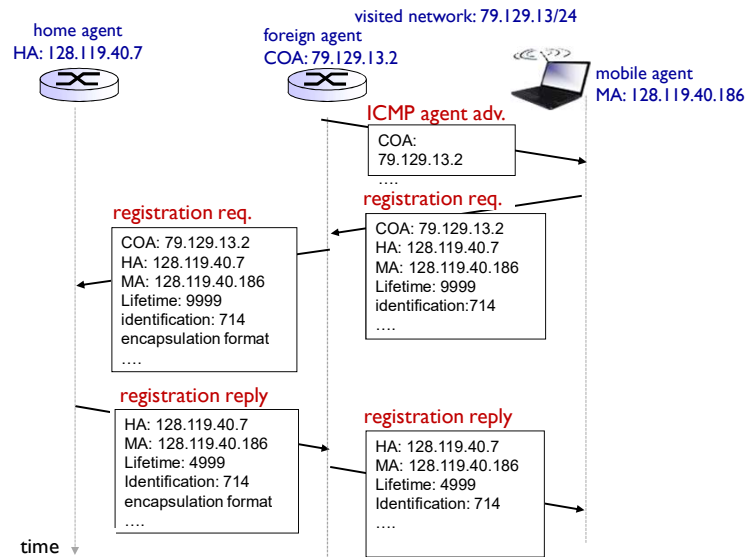 visited network: 79.129.13/24
home agent
HA: 128.119.40.7
foreign agent
COA: 79.129.13.2
mobile agent
MA: 128.119.40.186
ICMP agent adv.
COA:
79.129.13.2
….
registration req.
COA: 79.129.13.2
HA: 128.119.40.7
MA: 128.119.40.186
Lifetime: 9999
identification:714
….
registration req.
COA: 79.129.13.2
HA: 128.119.40.7
MA: 128.119.40.186
Lifetime: 9999
identification: 714
encapsulation format
….
registration reply
HA: 128.119.40.7
MA: 128.119.40.186
Lifetime: 4999
Identification: 714
encapsulation format
….
registration reply
HA: 128.119.40.7
MA: 128.119.40.186
Lifetime: 4999
Identification: 714
….
time